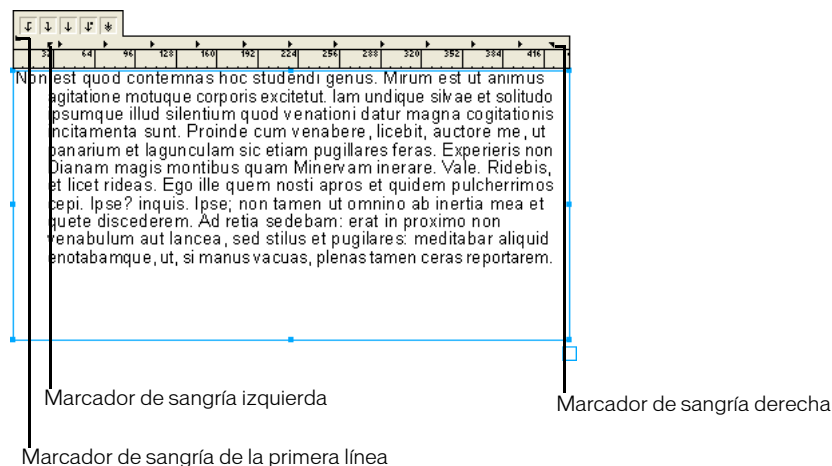 32 64 96 128 160 192 224 256 288 320 352 384 416
Non est quod contemnas hoc studendi genus. Mirum est ut animus
agitatione motuque corporis excitetut. Iam undique silvae et solitudo
ipsumque illud silentium quod venationi datur magna cogitationis
incitamenta sunt. Proinde cum venabere, licebit, auctore me, ut
panarium et lagunculam sic etiam pugillares feras. Experieris non
Dianam magis montibus quam Minervam inerare. Vale. Ridebis,
et licet rideas. Ego ille quem nosti apros et quidem pulcherrimos
cepi. Ipse? inquis. Ipse; non tamen ut omnino ab inertia mea et
quete discederem. Ad retia sedebam: erat in proximo non
venabulum aut lancea, sed stilus et pugilares: meditabar aliquid
enotabamque, ut, si manus vacuas, plenas tamen ceras reportarem.
Marcador de sangría izquierda
Marcador de sangría derecha
Marcador de sangría de la primera línea